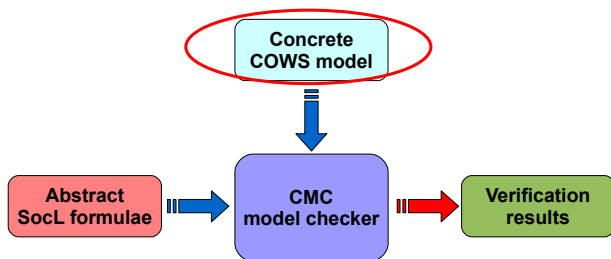 Concrete
COWS model
Abstract
SocL formulae
CMC
model checker
Verification
results